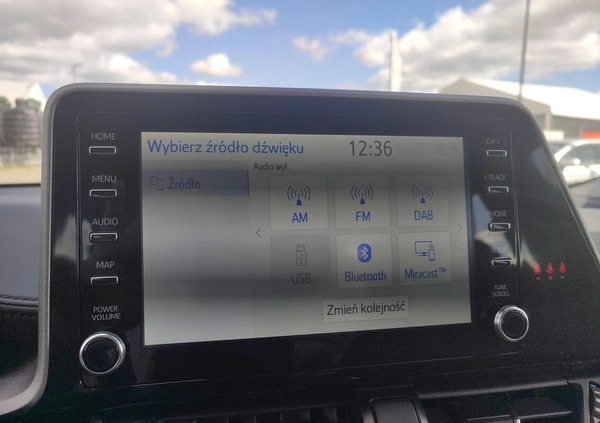 HOME
MENU
AUDIO
MAP
POWER
VOLUME
Wybierz źródło dźwięku
12:36
Audio wył.
Źródło
AM
FM
DAB
USB
Bluetooth
Miracast™
Zmień kolejność
CH >
< TRACK
PHONE
TUNE
SCROLL